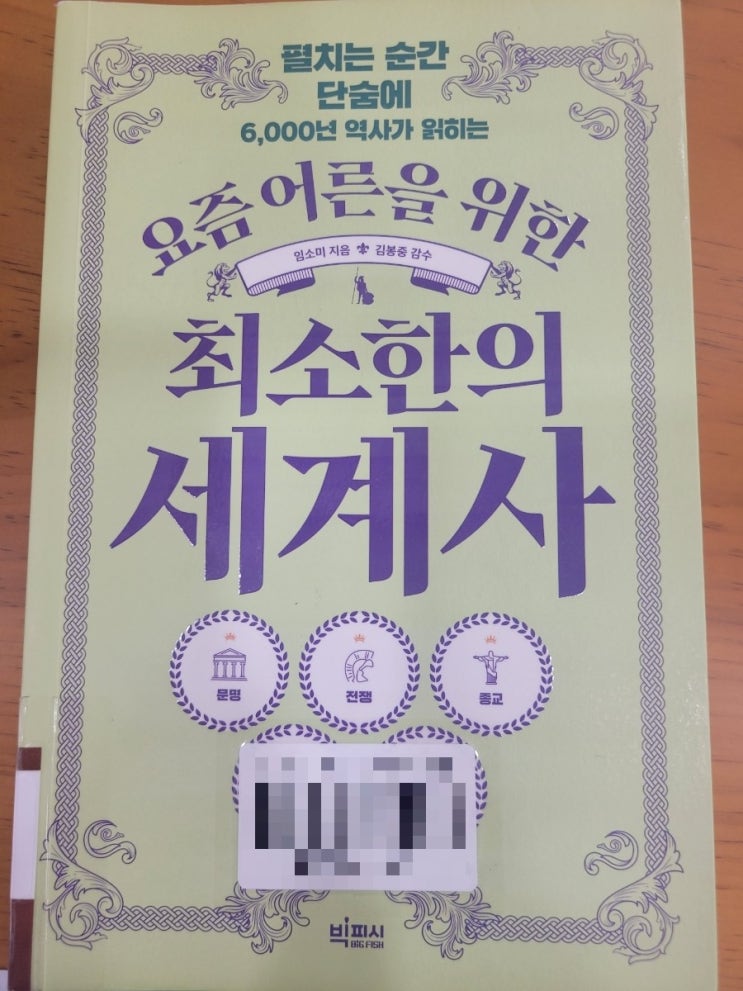 펼치는 순간
단숨에
6,000년 역사가 읽히는
요즘 어른을 위한
임소미 지음 김봉중 감수
최소한의
세계사
문명 전쟁 종교
빅피시
BIG FISH